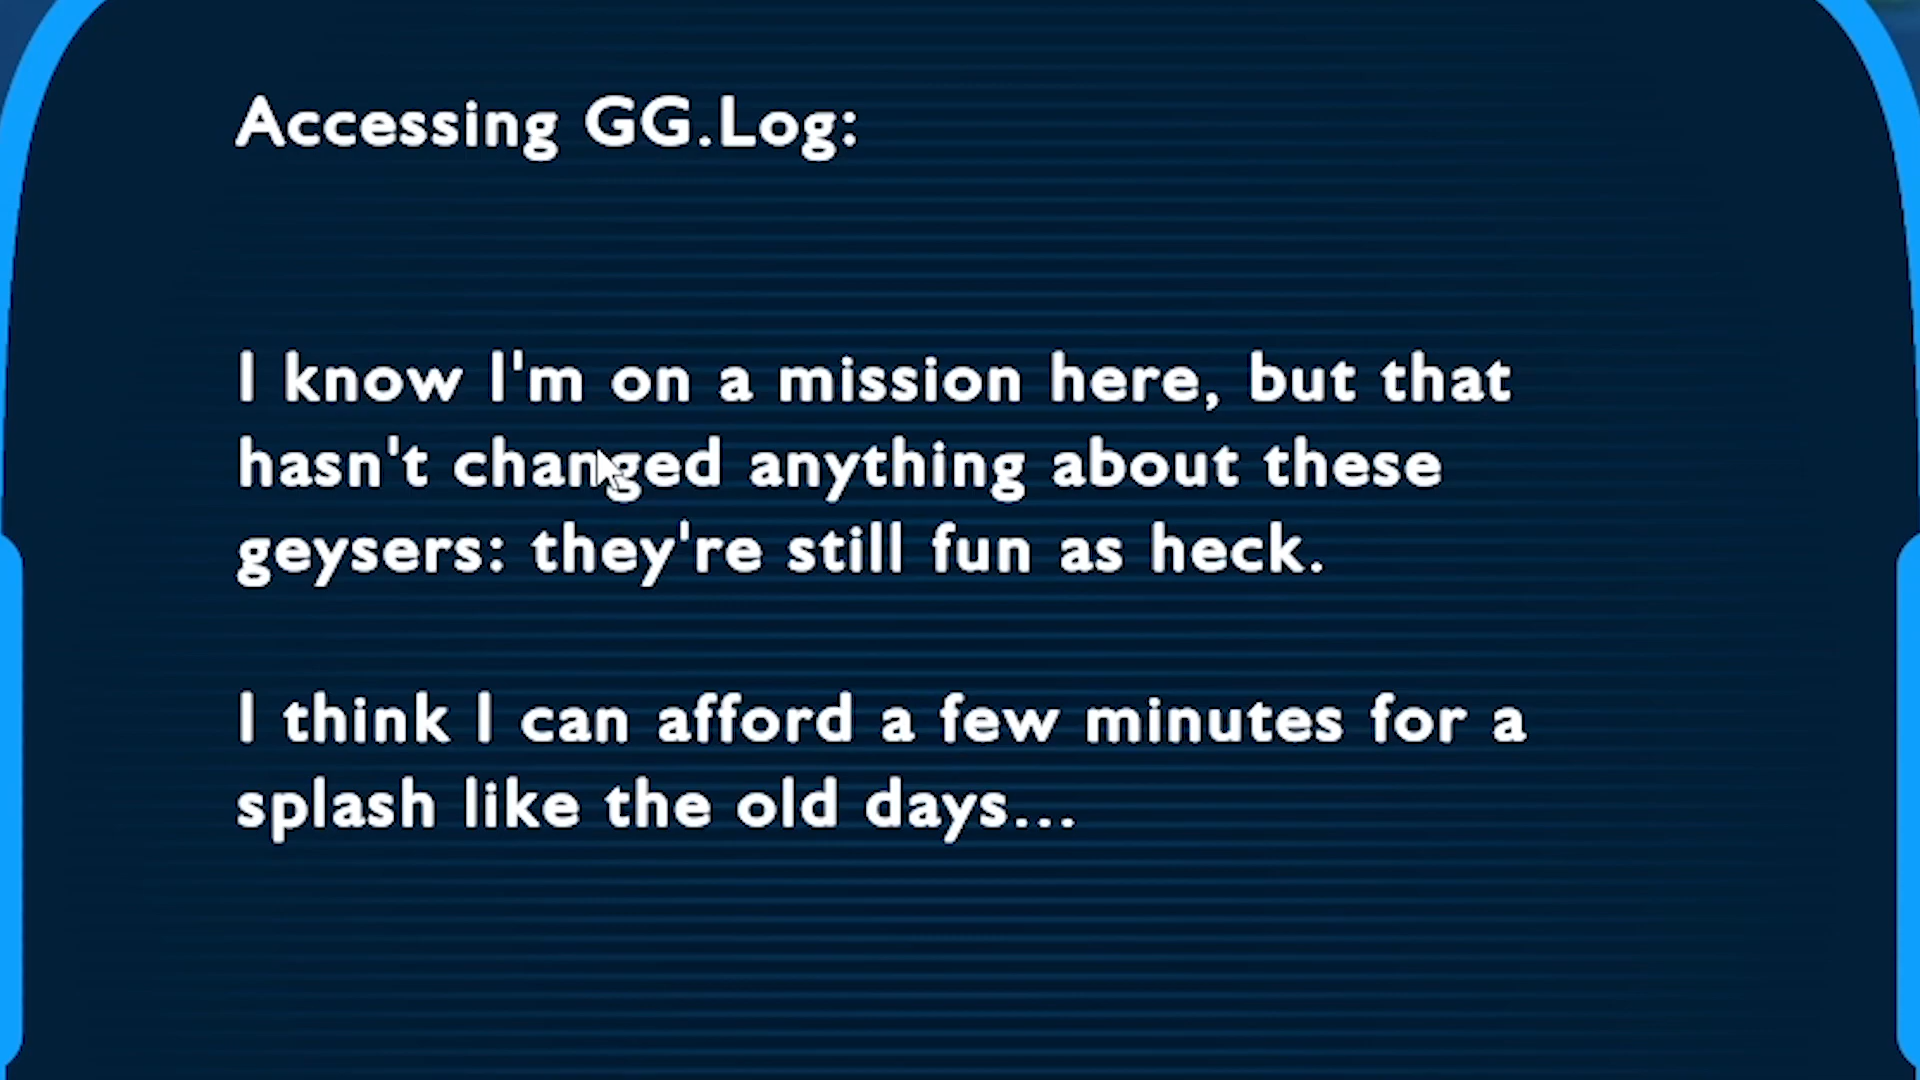 Accessing GG.Log:
I know I'm on a mission here, but that
hasn't changed anything about these
geysers: they're still fun as heck.
I think I can afford a few minutes for a
splash like the old days...